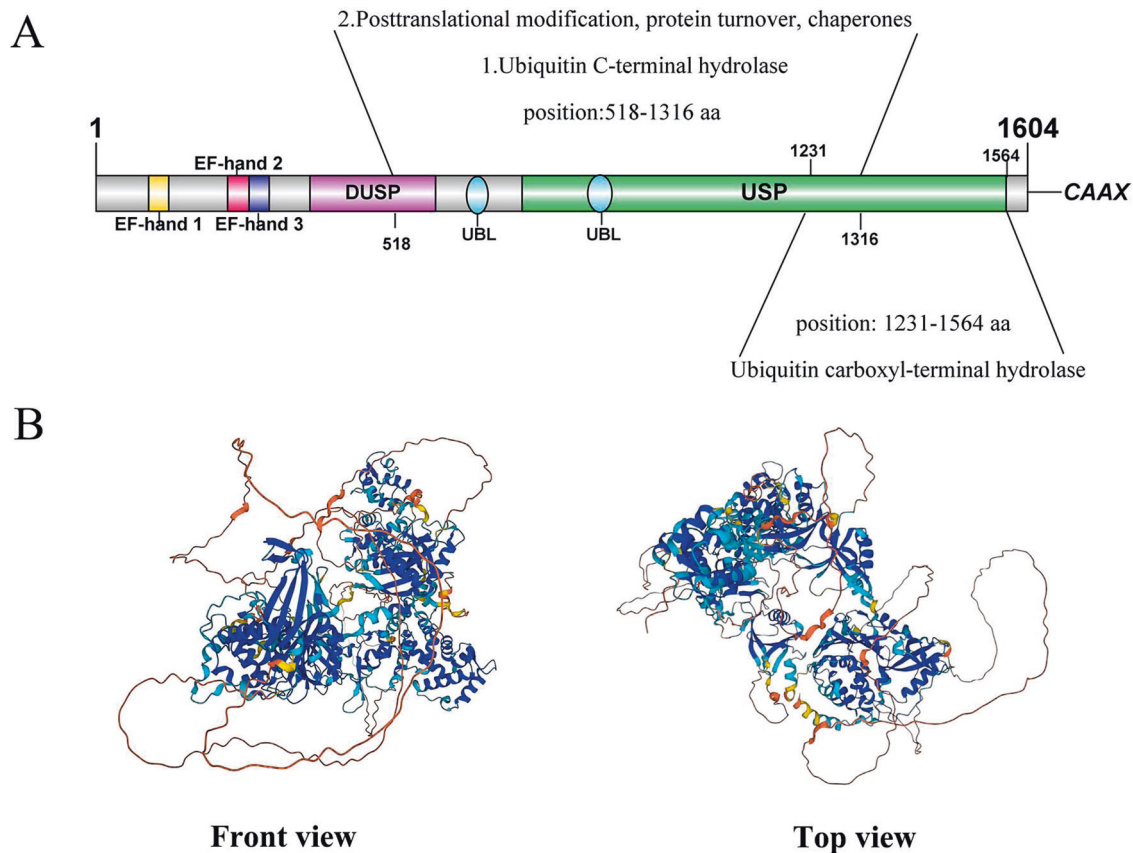 A
2.Posttranslational modification, protein turnover, chaperones
1.Ubiquitin C-terminal hydrolase
position:518-1316 aa
1
1604
EF-hand 2
1231
1564
DUSP
USP
CAAX
EF-hand 1
EF-hand 3
518
UBL
UBL
1316
position: 1231-1564 aa
Ubiquitin carboxyl-terminal hydrolase
B
Front view
Top view